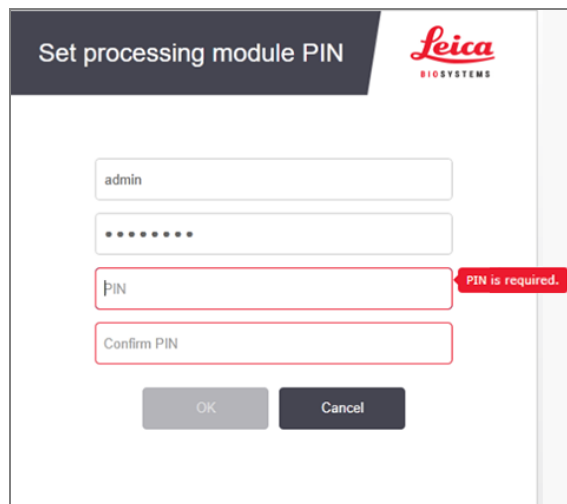 Set processing module PIN
Leica
BIOSYSTEMS
admin
••••••••
PIN
PIN is required.
Confirm PIN
OK
Cancel